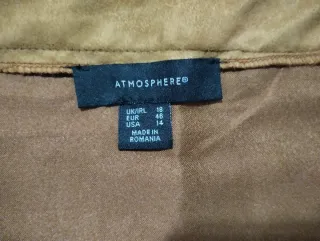 ATMOSPHERE®
UK/IRL 18
EUR 46
USA 14
MADE IN
ROMANIA